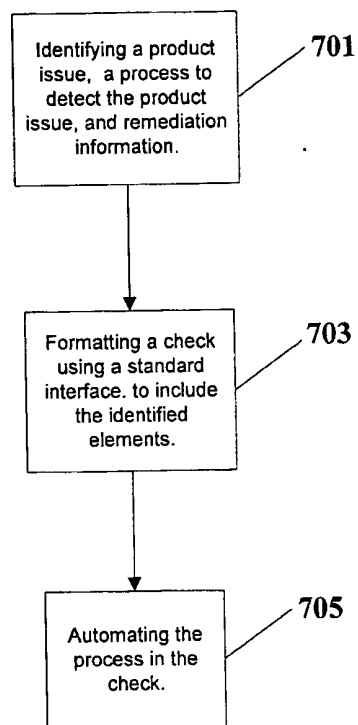 Identifying a product
issue, a process to
detect the product
issue, and remediation
information.
701
Formatting a check
using a standard
interface. to include
the identified
elements.
703
Automating the
process in the
check.
705